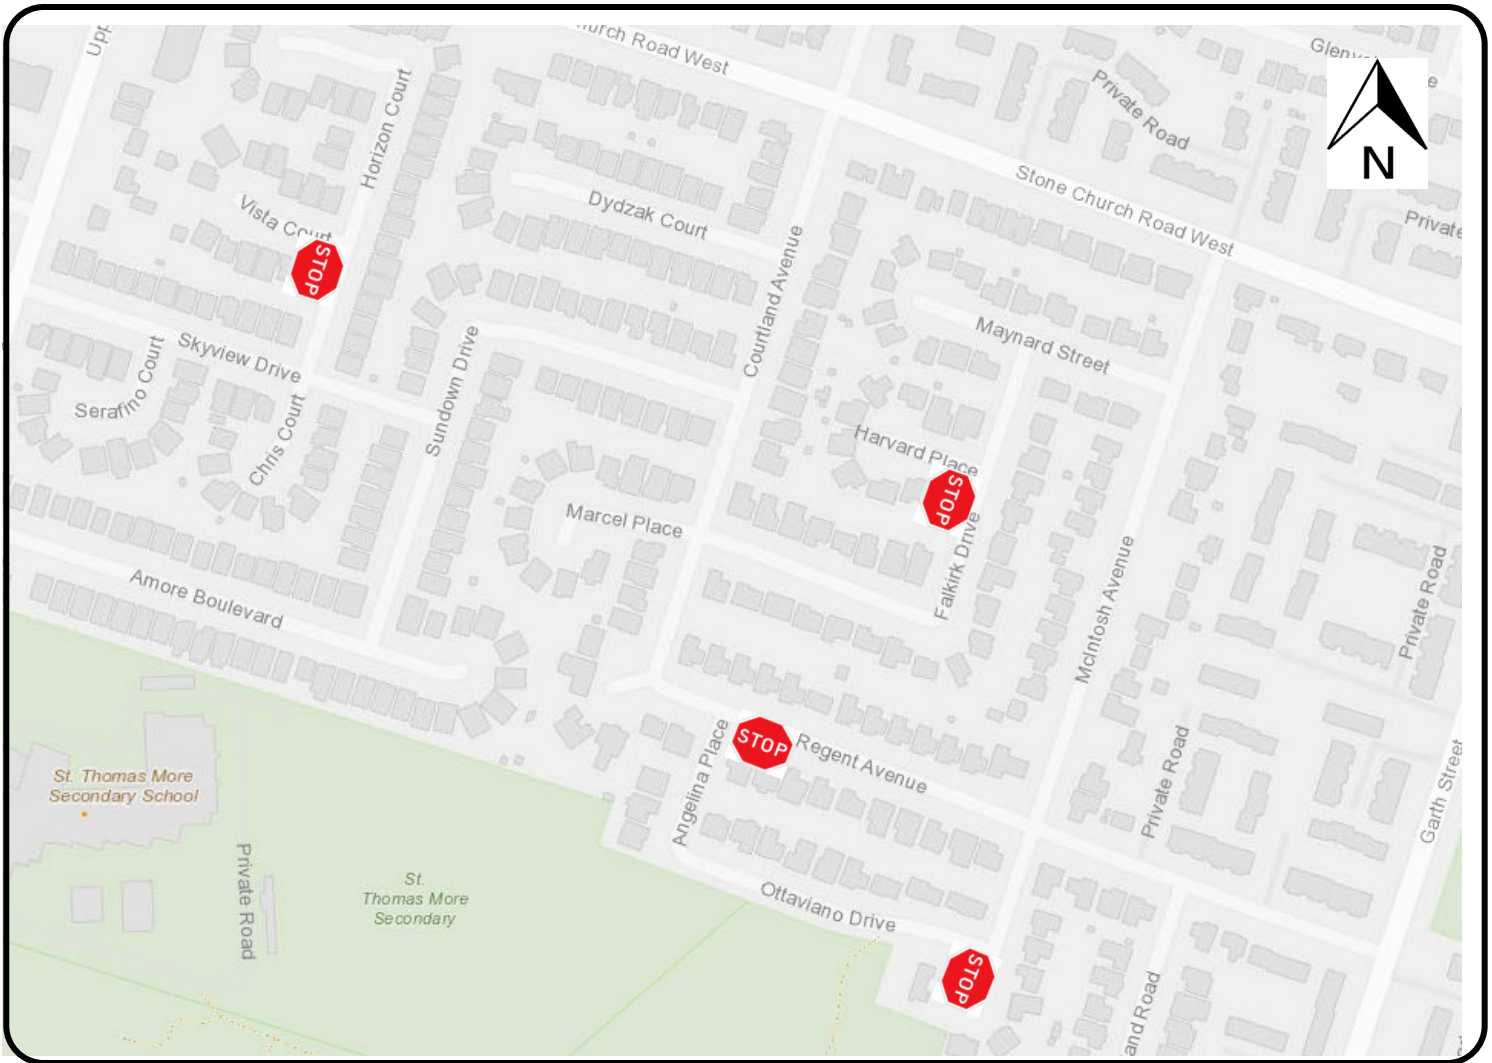 Upp
urch Road West
Glenv
e
Horizon Court
Private Road
N
Stone Church Road West
Private
Vista Court
Dydzak Court
STOP
Courtland Avenue
Maynard Street
Skyview Drive
Serafino Court
Sundown Drive
Chris Court
Harvard Place
STOP
Marcel Place
Falkirk Drive
McIntosh Avenue
Private Road
Amore Boulevard
Angelina Place
STOP
Regent Avenue
Private Road
Garth Street
St. Thomas More
Secondary School
Private Road
St.
Thomas More
Secondary
Ottaviano Drive
STOP
and Road